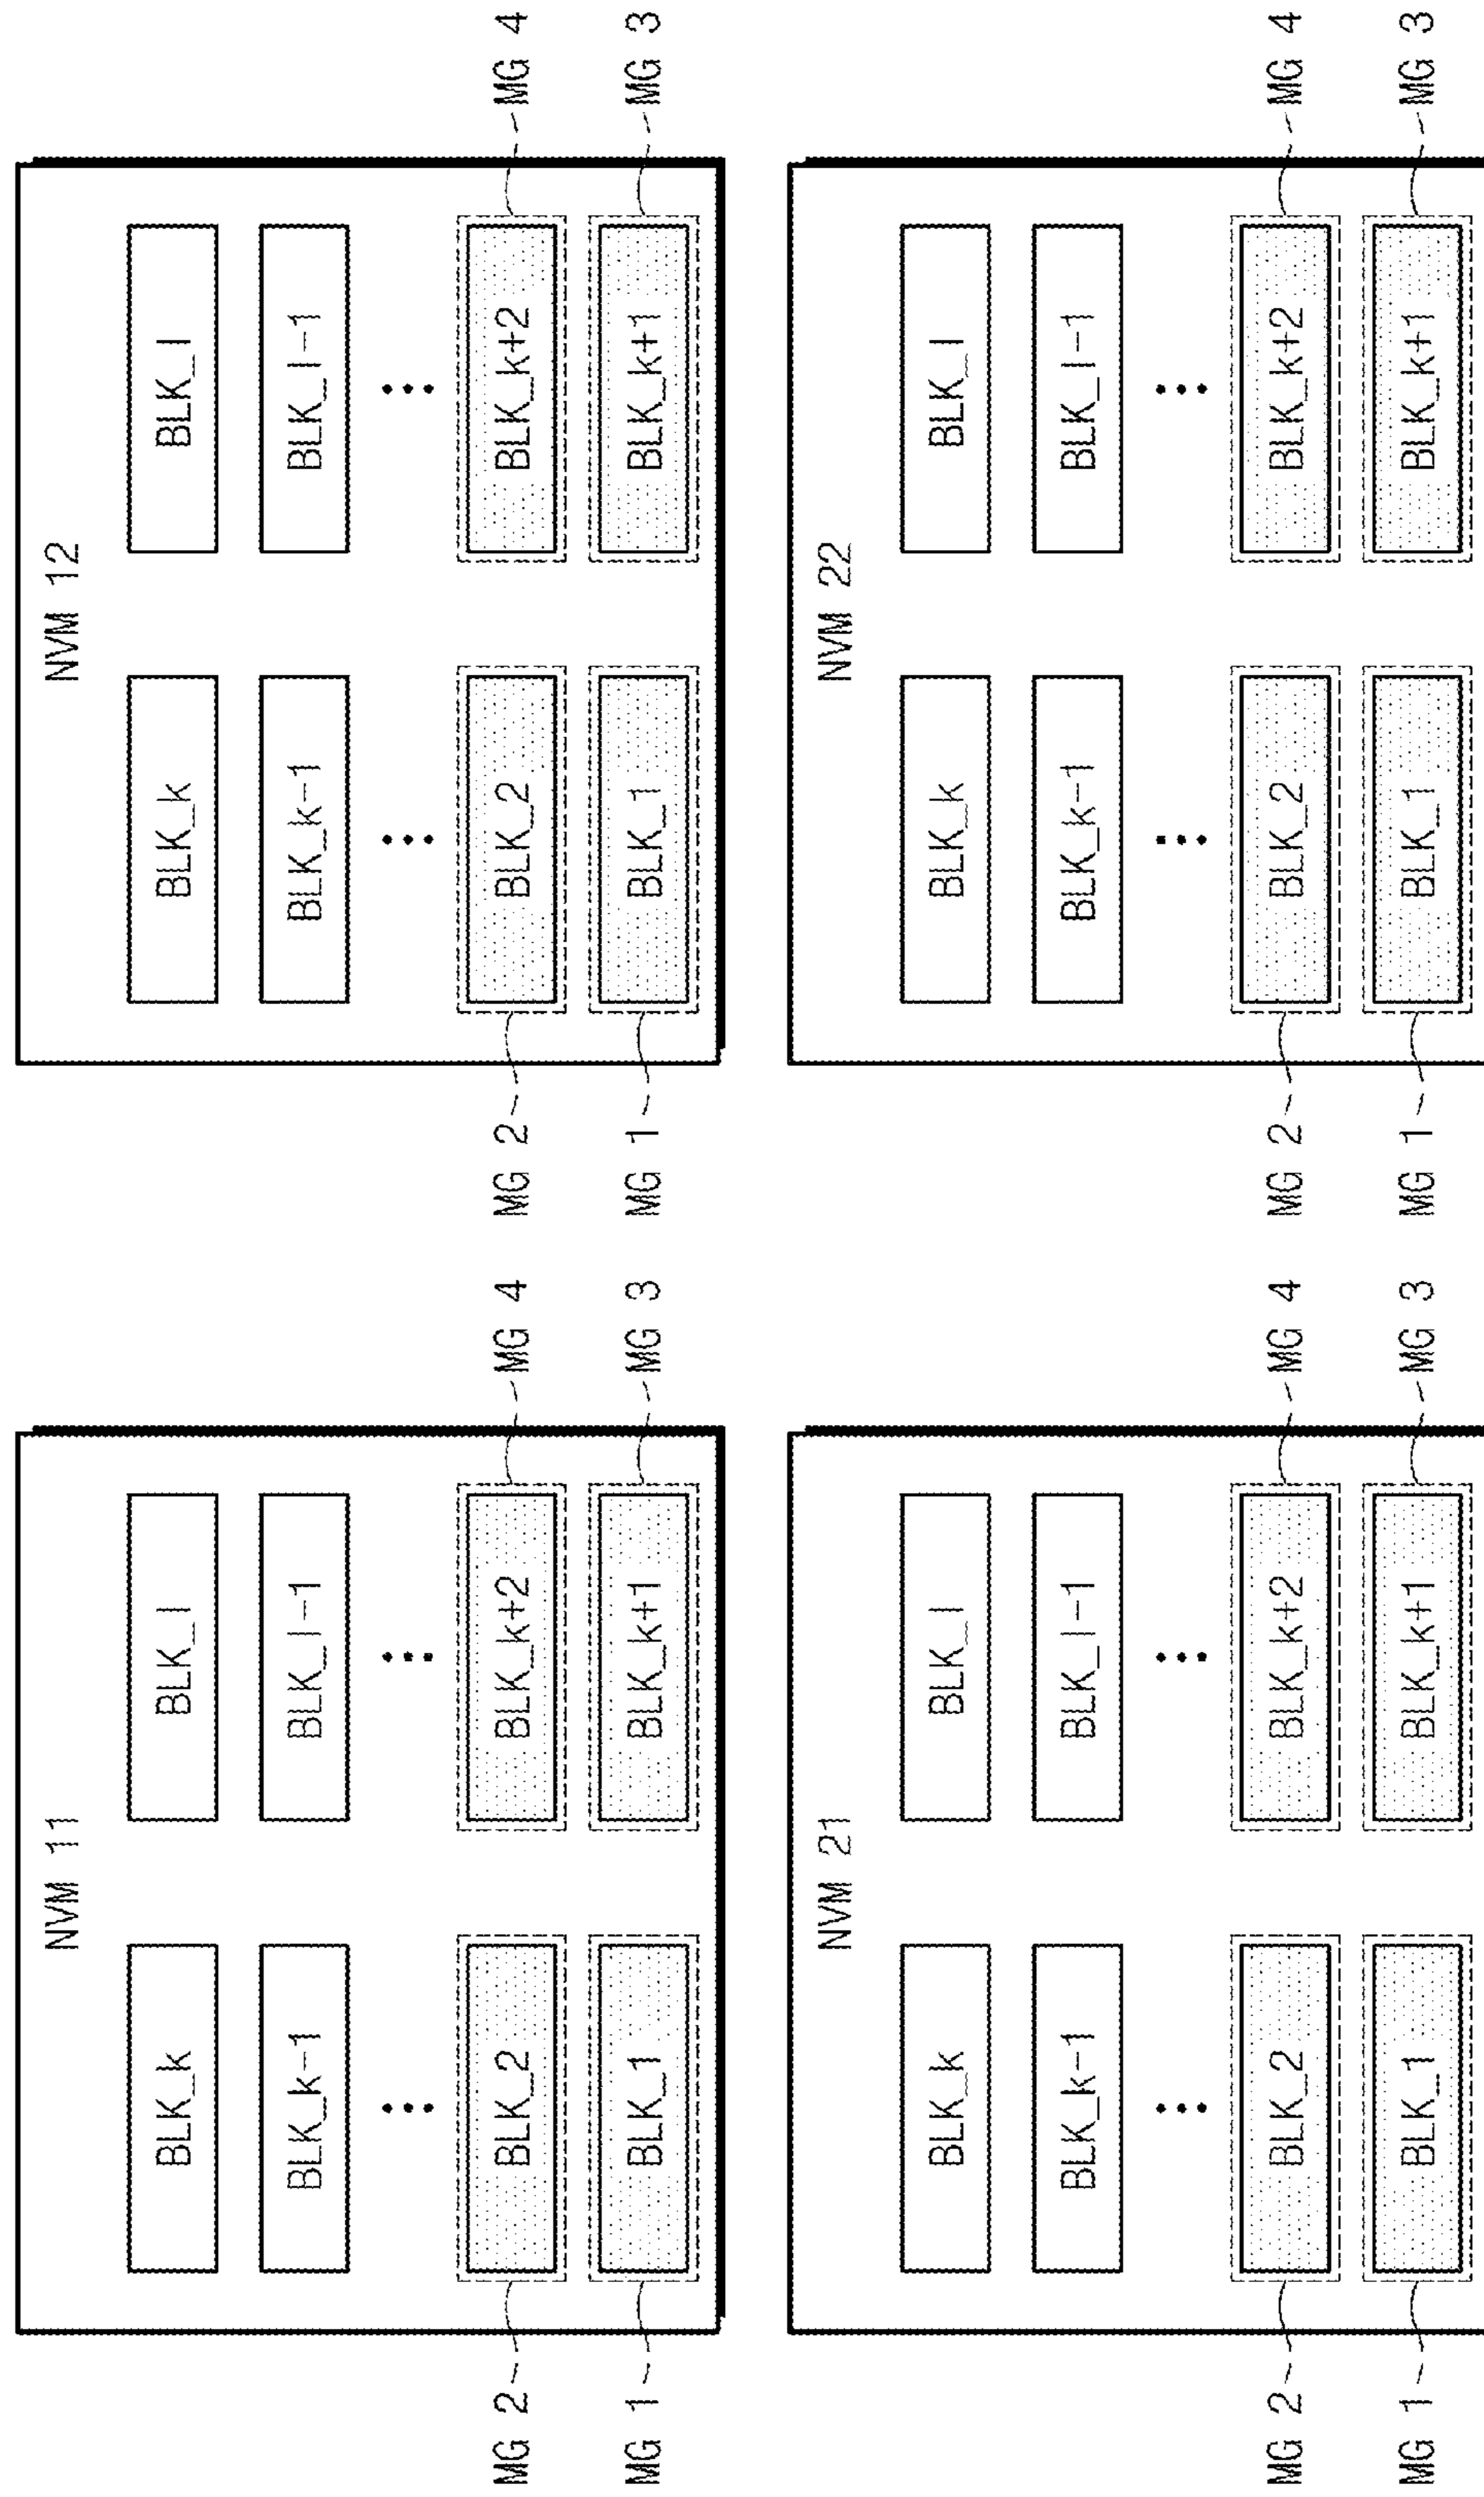 NVM 11
BLK_k
BLK_l
BLK_k-1
BLK_l-1
MG 2
BLK_2
BLK_k+2
MG 4
MG 1
BLK_1
BLK_k+1
MG 3
NVM 12
BLK_k
BLK_l
BLK_k-1
BLK_l-1
MG 2
BLK_2
BLK_k+2
MG 4
MG 1
BLK_1
BLK_k+1
MG 3
NVM 21
BLK_k
BLK_l
BLK_k-1
BLK_l-1
MG 2
BLK_2
BLK_k+2
MG 4
MG 1
BLK_1
BLK_k+1
MG 3
NVM 22
BLK_k
BLK_l
BLK_k-1
BLK_l-1
MG 2
BLK_2
BLK_k+2
MG 4
MG 1
BLK_1
BLK_k+1
MG 3